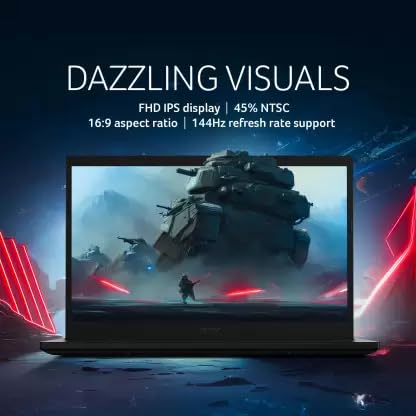 DAZZLING VISUALS
FHD IPS display | 45% NTSC
16:9 aspect ratio | 144Hz refresh rate support